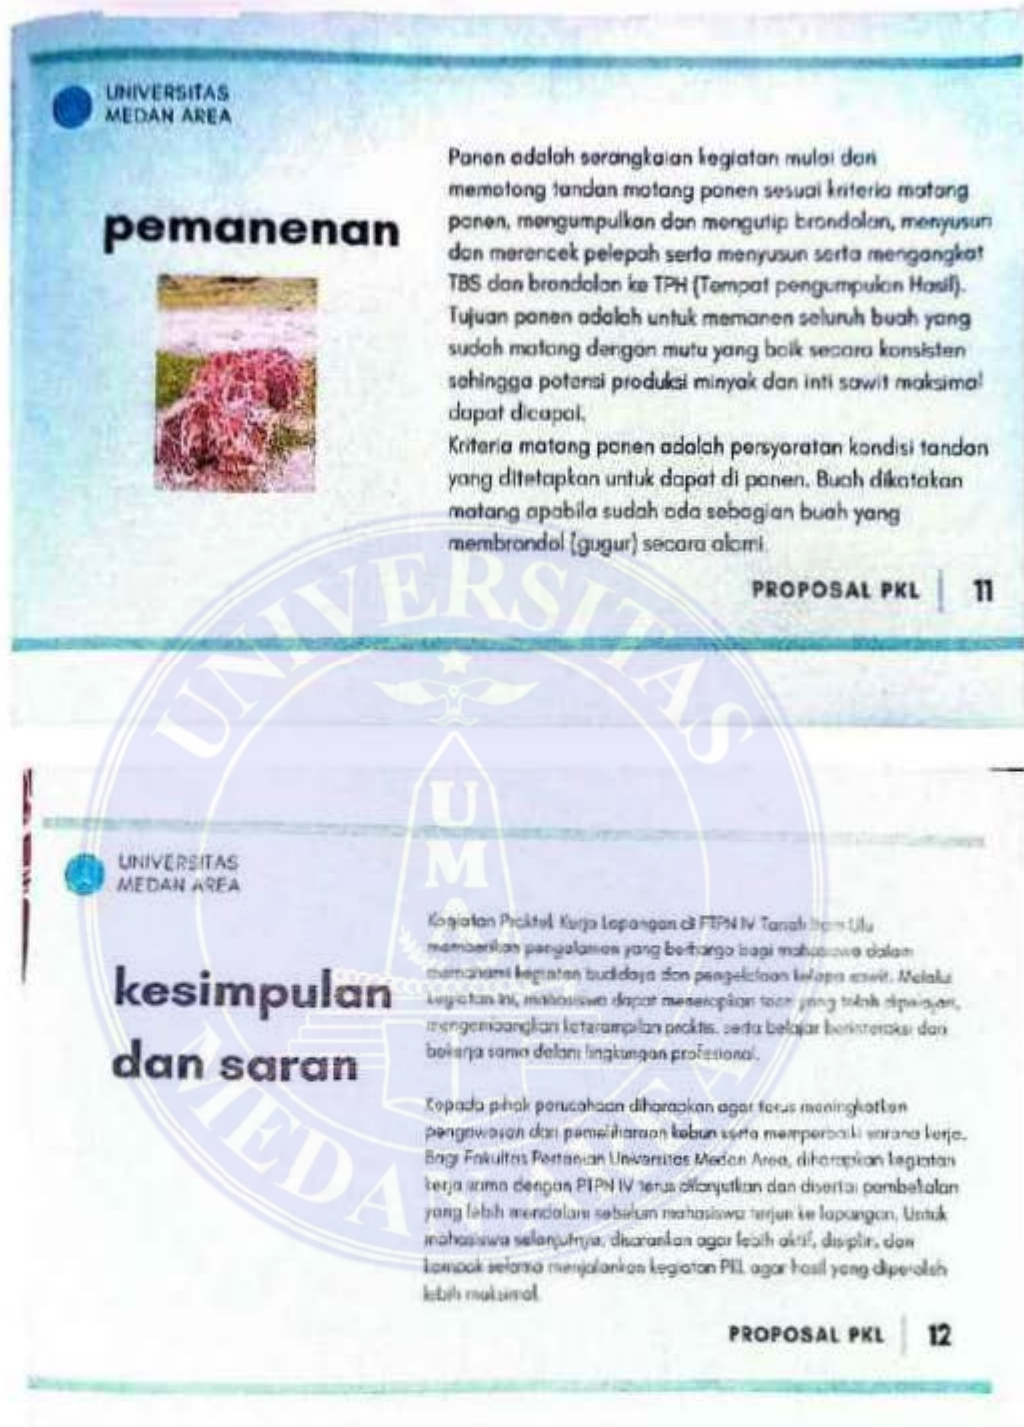 UNIVERSITAS
MEDAN AREA
pemanenan
Panen adalah serangkaian kegiatan mulai dari
memotong tandan matang panen sesuai kriteria matang
panen, mengumpulkan dan mengutip brondolan, menyusun
dan merencek pelepah serta menyusun serta mengangkat
TBS dan brondolan ke TPH (Tempat pengumpulan Hasil).
Tujuan panen adalah untuk memanen seluruh buah yang
sudah matang dengan mutu yang baik secara konsisten
sehingga potensi produksi minyak dan inti sawit maksimal
dapat dicapai.
Kriteria matang panen adalah persyaratan kondisi tandan
yang ditetapkan untuk dapat di panen. Buah dikatakan
matang apabila sudah ada sebagian buah yang
membrondol (gugur) secara alami.
PROPOSAL PKL | 11
UNIVERSITAS
MEDAN AREA
UMA
UNIVERSITAS
MEDAN AREA
kesimpulan
dan saran
Kegiatan Praktek Kerja Lapangan di PTPN IV Tanah Ulu
memberikan pengalaman yang berharga bagi mahasiswa dalam
memahami kegiatan budidaya dan pengelolaan kelapa sawit. Melalui
kegiatan ini, mahasiswa dapat menerapkan teori yang telah dipelajari,
mengembangkan keterampilan praktis, serta belajar berinteraksi dan
bekerja sama dalam lingkungan profesional.
Kepada pihak perusahaan diharapkan agar terus meningkatkan
pengawasan dan pemeliharaan kebun serta memperbaiki sarana kerja.
Bagi Fakultas Pertanian Universitas Medan Area, diharapkan kegiatan
kerja sama dengan PTPN IV terus dilanjutkan dan disertai pembekalan
yang lebih mendalam sebelum mahasiswa terjun ke lapangan. Untuk
mahasiswa selanjutnya, disarankan agar lebih aktif, disiplin, dan
kompak selama menjalankan kegiatan PKL agar hasil yang diperoleh
lebih maksimal.
PROPOSAL PKL | 12